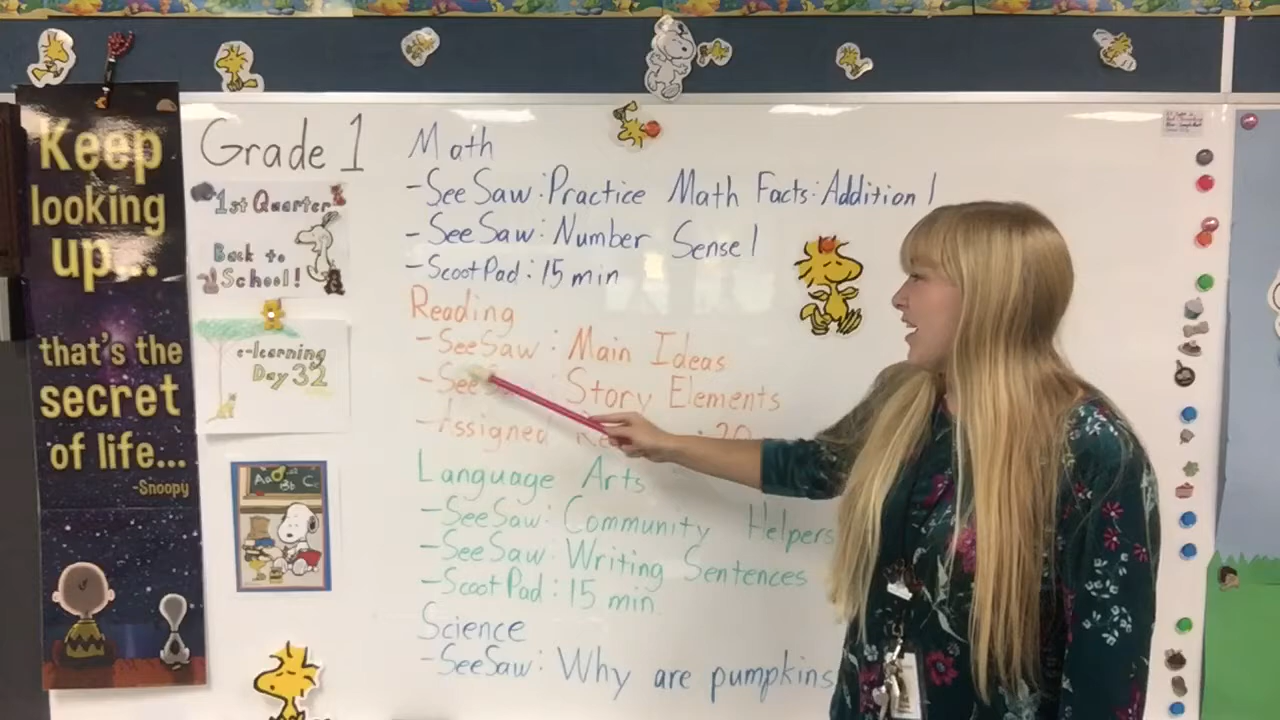 Keep
looking
up...
that's the
secret
of life...
-Snoopy
Grade 1
1st Quarter
Back to
School!
e-learning
Day 32
Math
-SeeSaw: Practice Math Facts: Addition 1
-SeeSaw: Number Sense 1
-ScootPad: 15 min
Reading
-SeeSaw: Main Ideas
-See : Story Elements
-Assigned : 20
Language Arts
-SeeSaw: Community Helpers
-SeeSaw: Writing Sentences
-ScootPad: 15 min
Science
-SeeSaw: Why are pumpkins